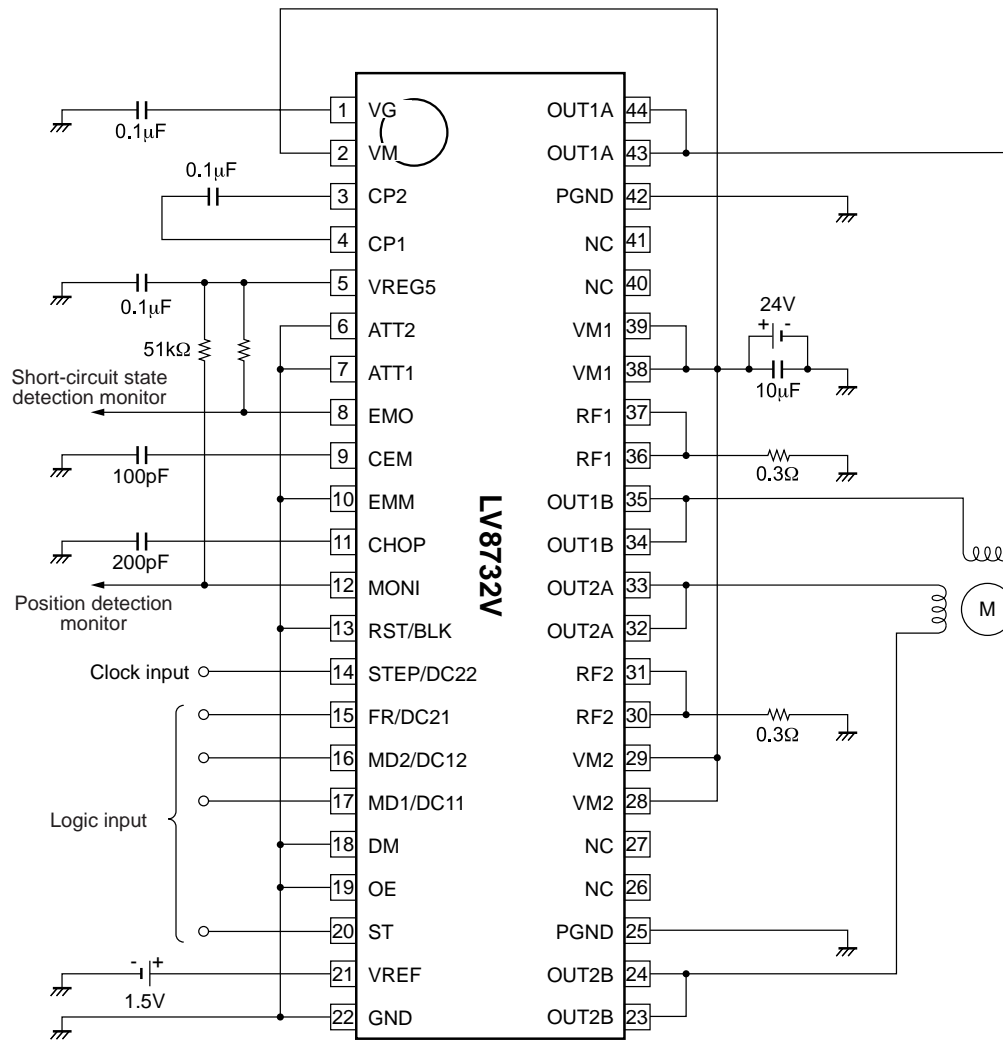 1 VG OUT1A 44
0.1µF
2 VM OUT1A 43
0.1µF
3 CP2 PGND 42
4 CP1 NC 41
5 VREG5 NC 40
0.1µF
24V
+ -
6 ATT2 VM1 39
51kΩ
7 ATT1 VM1 38
10µF
Short-circuit state
detection monitor
8 EMO RF1 37
9 CEM RF1 36
100pF
0.3Ω
10 EMM OUT1B 35
11 CHOP OUT1B 34
200pF
LV8732V
12 MONI OUT2A 33
Position detection
monitor
M
13 RST/BLK OUT2A 32
Clock input
14 STEP/DC22 RF2 31
15 FR/DC21 RF2 30
0.3Ω
16 MD2/DC12 VM2 29
17 MD1/DC11 VM2 28
Logic input
18 DM NC 27
19 OE NC 26
20 ST PGND 25
- +
21 VREF OUT2B 24
1.5V
22 GND OUT2B 23